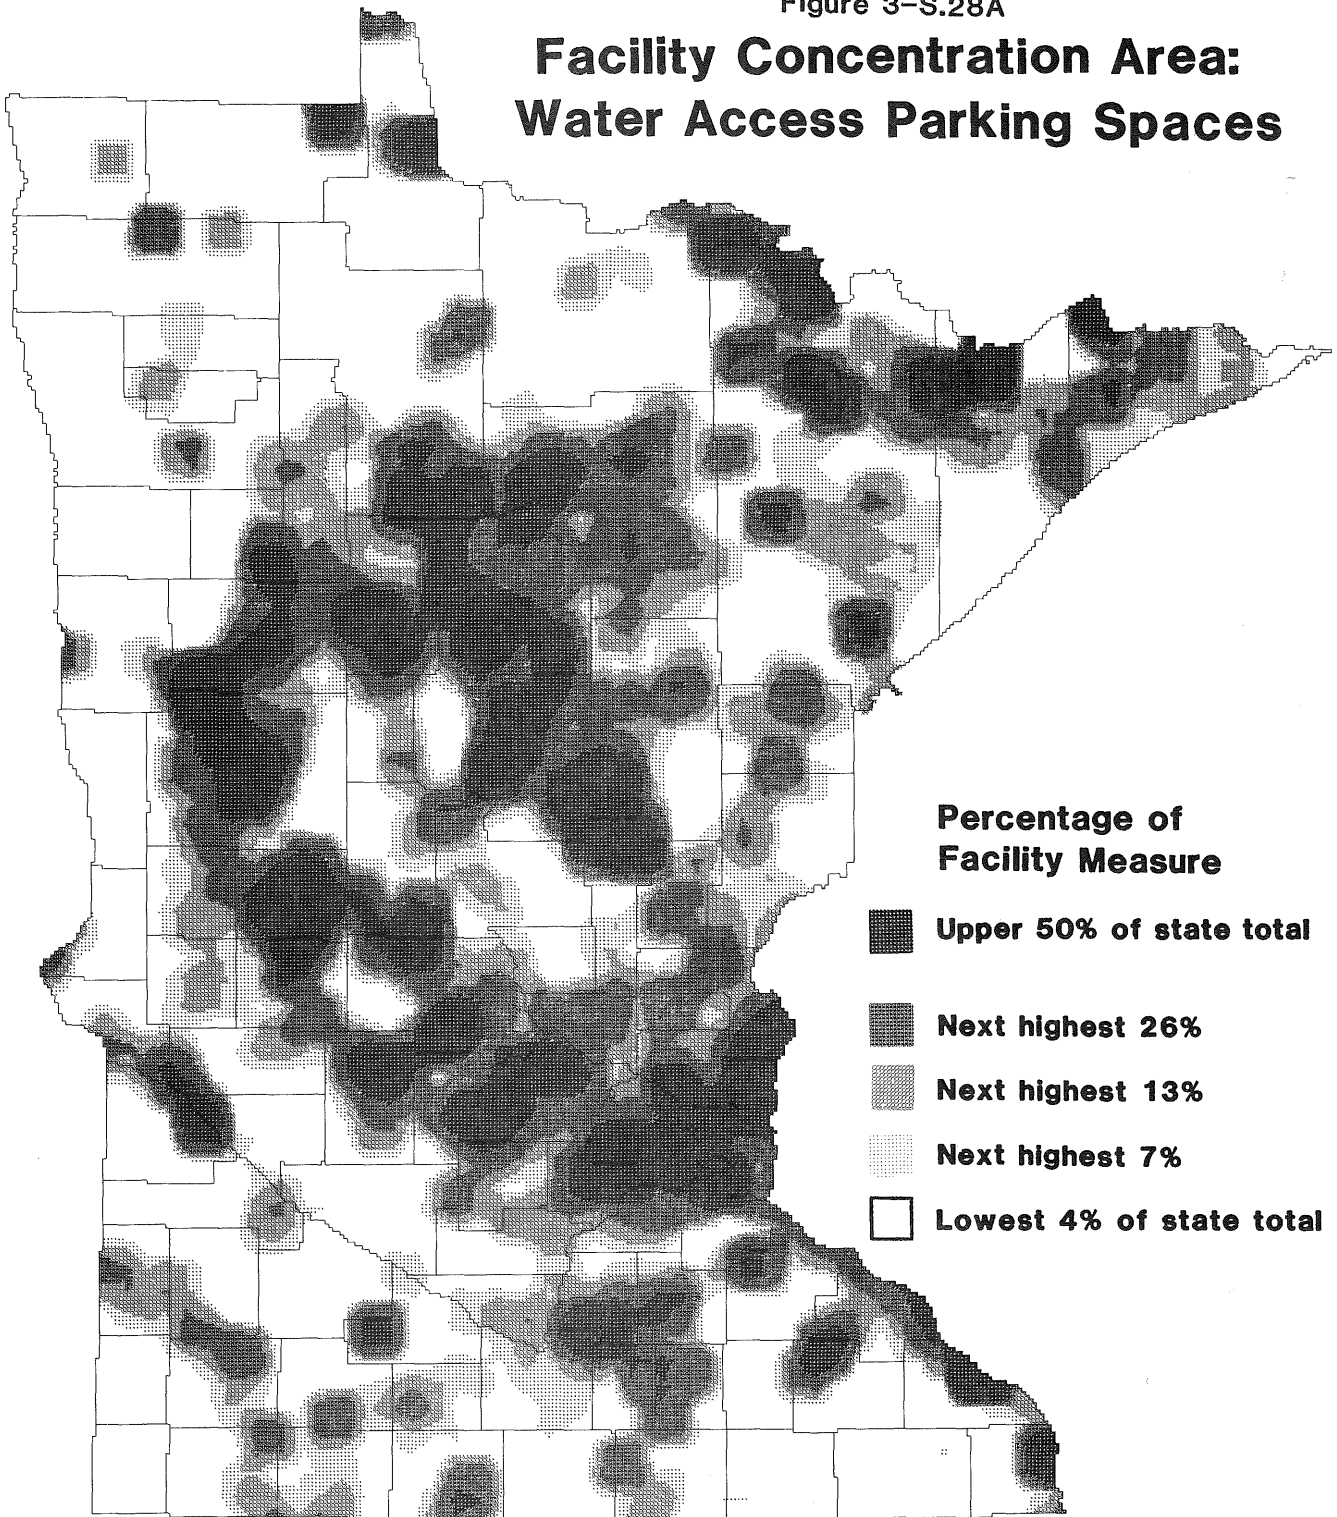 Figure 3-S.28A
Facility Concentration Area:
Water Access Parking Spaces
Percentage of
Facility Measure
Upper 50% of state total
Next highest 26%
Next highest 13%
Next highest 7%
Lowest 4% of state total